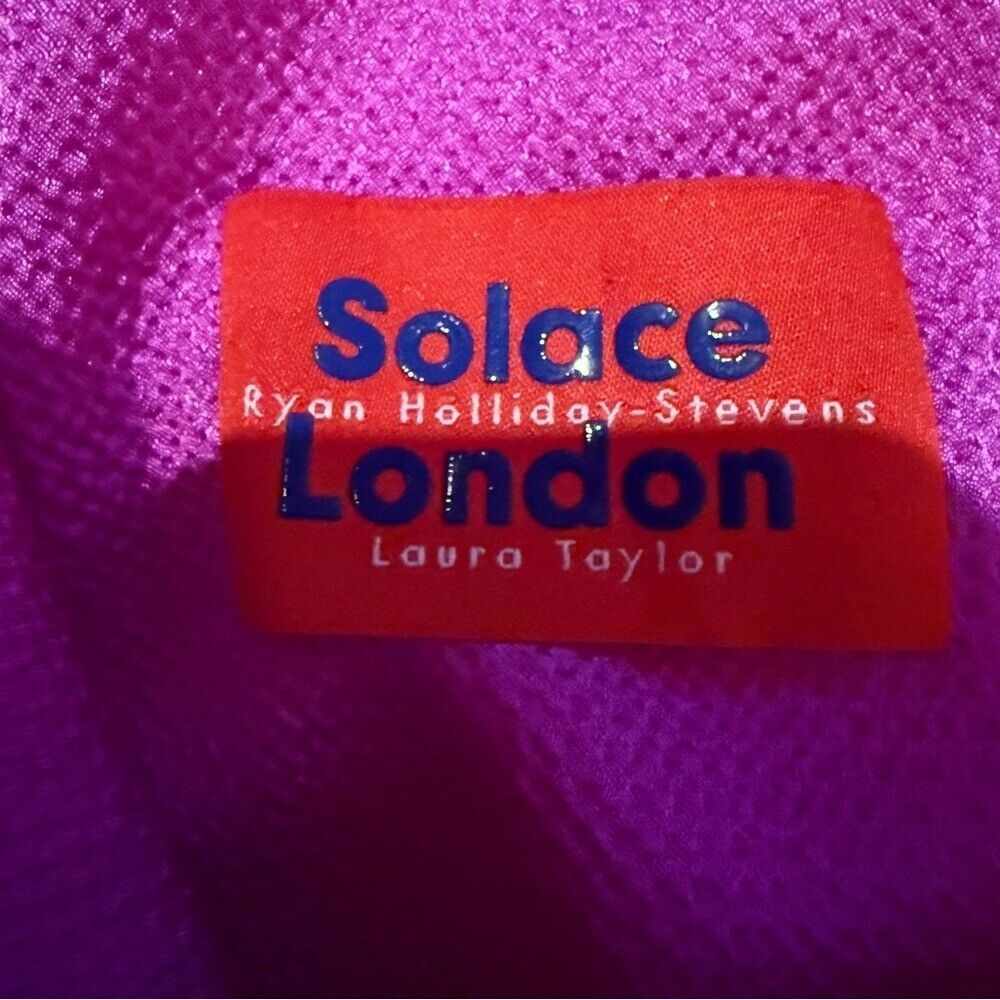 Solace
Ryan Holliday-Stevens
London
Laura Taylor